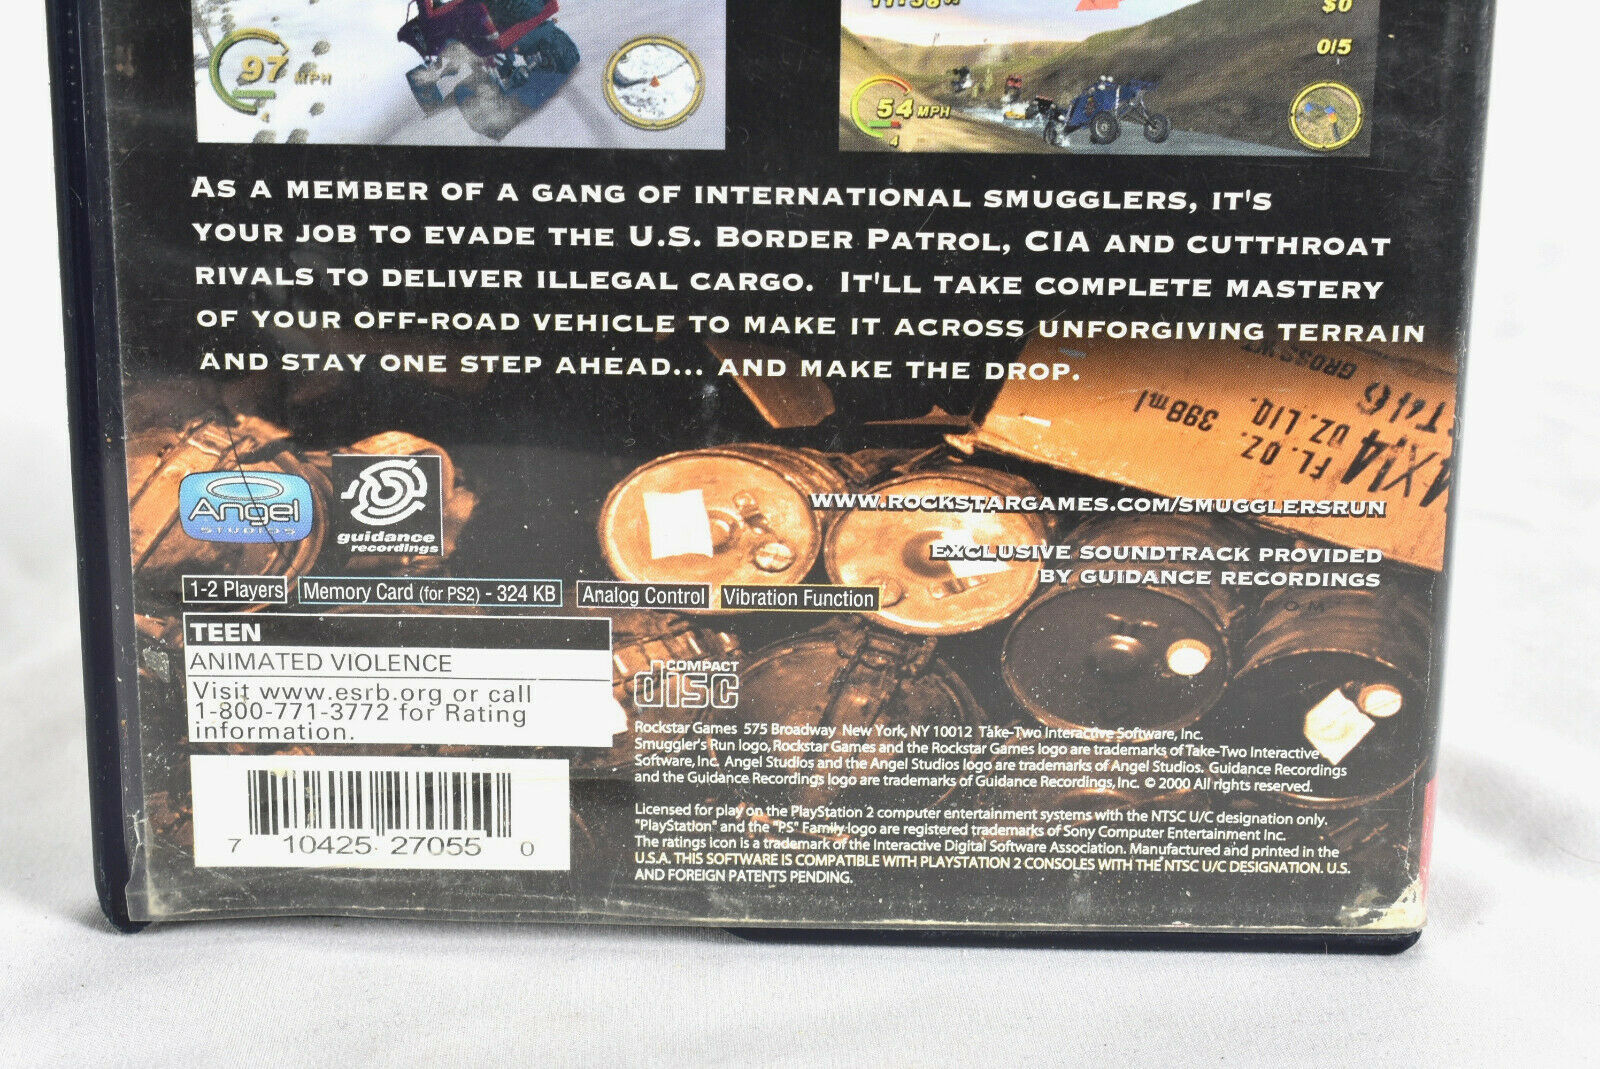 $0
0/5
97 MPH
4
54 MPH
4
AS A MEMBER OF A GANG OF INTERNATIONAL SMUGGLERS, IT'S
YOUR JOB TO EVADE THE U.S. BORDER PATROL, CIA AND CUTTHROAT
RIVALS TO DELIVER ILLEGAL CARGO. IT'LL TAKE COMPLETE MASTERY
OF YOUR OFF-ROAD VEHICLE TO MAKE IT ACROSS UNFORGIVING TERRAIN
AND STAY ONE STEP AHEAD... AND MAKE THE DROP.
398 ml
FL. OZ.
Angel
STUDIOS
guidance
recordings
WWW.ROCKSTARGAMES.COM/SMUGGLERSRUN
EXCLUSIVE SOUNDTRACK PROVIDED
BY GUIDANCE RECORDINGS
1-2 Players
Memory Card (for PS2) - 324 KB
Analog Control
Vibration Function
TEEN
ANIMATED VIOLENCE
Visit www.esrb.org or call
1-800-771-3772 for Rating
information.
COMPACT
disc
Rockstar Games 575 Broadway New York, NY 10012 Take-Two Interactive Software, Inc.
Smuggler's Run logo, Rockstar Games and the Rockstar Games logo are trademarks of Take-Two Interactive
Software, Inc. Angel Studios and the Angel Studios logo are trademarks of Angel Studios. Guidance Recordings
and the Guidance Recordings logo are trademarks of Guidance Recordings, Inc. © 2000 All rights reserved.
Licensed for play on the PlayStation 2 computer entertainment systems with the NTSC U/C designation only.
"PlayStation" and the "PS" Family logo are registered trademarks of Sony Computer Entertainment Inc.
The ratings icon is a trademark of the Interactive Digital Software Association. Manufactured and printed in the
U.S.A. THIS SOFTWARE IS COMPATIBLE WITH PLAYSTATION 2 CONSOLES WITH THE NTSC U/C DESIGNATION. U.S.
AND FOREIGN PATENTS PENDING.
7 10425 27055 0